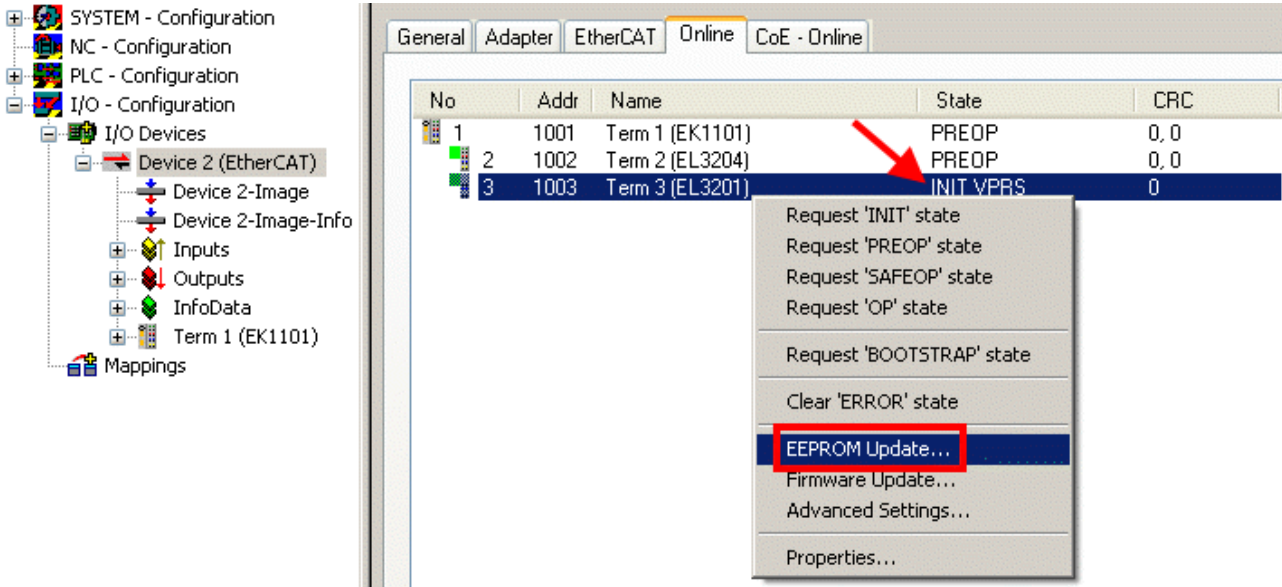 SYSTEM - Configuration
NC - Configuration
PLC - Configuration
I/O - Configuration
I/O Devices
Device 2 (EtherCAT)
Device 2-Image
Device 2-Image-Info
Inputs
Outputs
InfoData
Term 1 (EK1101)
Mappings
General Adapter EtherCAT Online CoE - Online
No Addr Name State CRC
1 1001 Term 1 (EK1101) PREOP 0, 0
2 1002 Term 2 (EL3204) PREOP 0, 0
3 1003 Term 3 (EL3201) INIT VPRS 0
Request 'INIT' state
Request 'PREOP' state
Request 'SAFEOP' state
Request 'OP' state
Request 'BOOTSTRAP' state
Clear 'ERROR' state
EEPROM Update...
Firmware Update...
Advanced Settings...
Properties...